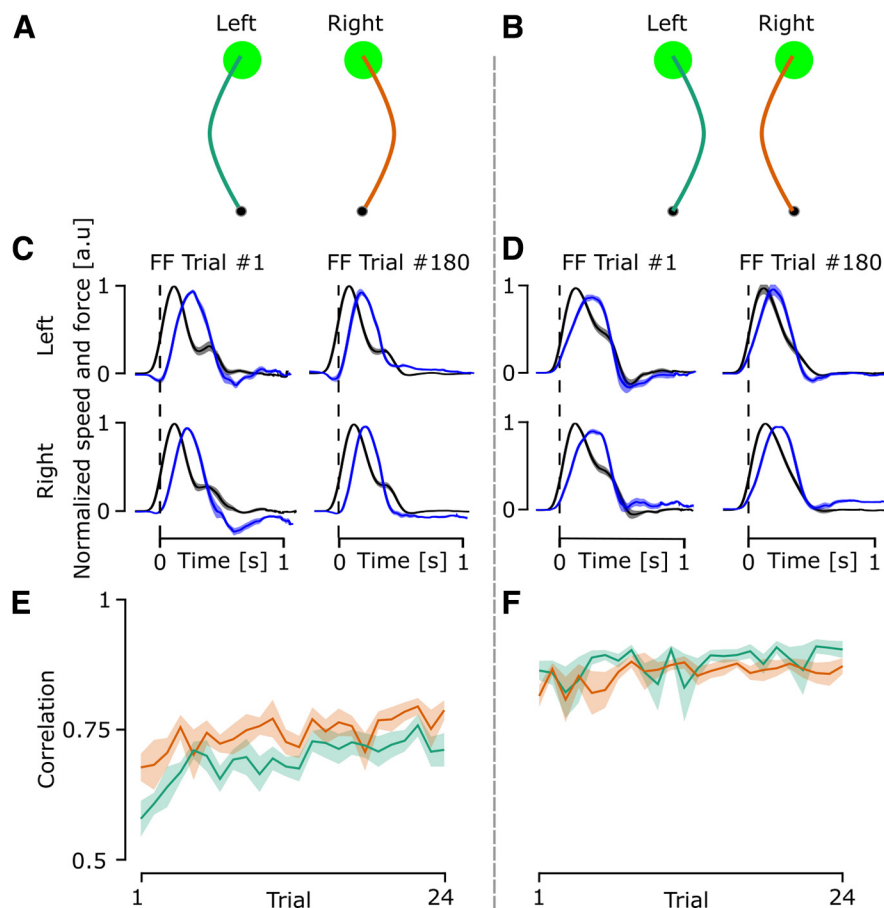 A
Left
Right
B
Left
Right
C
FF Trial #1
FF Trial #180
D
FF Trial #1
FF Trial #180
Normalized speed and force [a.u]
Left
1
0
1
0
Right
1
0
1
0
0 Time [s] 1
0 1
0 Time [s] 1
0 1
E
1
0.75
0.5
Correlation
1 Trial 24
F
1 Trial 24